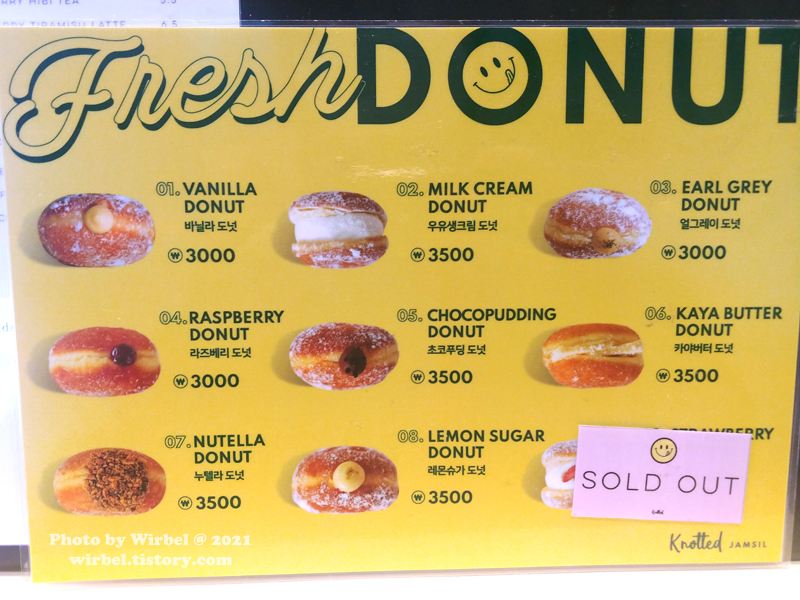 TIRAMISU LATTE 6.5
Fresh DONUT
01. VANILLA
DONUT
바닐라 도넛
₩ 3000
02. MILK CREAM
DONUT
우유생크림 도넛
₩ 3500
03. EARL GREY
DONUT
얼그레이 도넛
₩ 3000
04. RASPBERRY
DONUT
라즈베리 도넛
₩ 3000
05. CHOCOPUDDING
DONUT
초코푸딩 도넛
₩ 3500
06. KAYA BUTTER
DONUT
카야버터 도넛
₩ 3500
07. NUTELLA
DONUT
누텔라 도넛
₩ 3500
08. LEMON SUGAR
DONUT
레몬슈가 도넛
₩ 3500
STRAWBERRY
SOLD OUT
Knotted JAMSIL
Photo by Wirbel @ 2021
wirbel.tistory.com